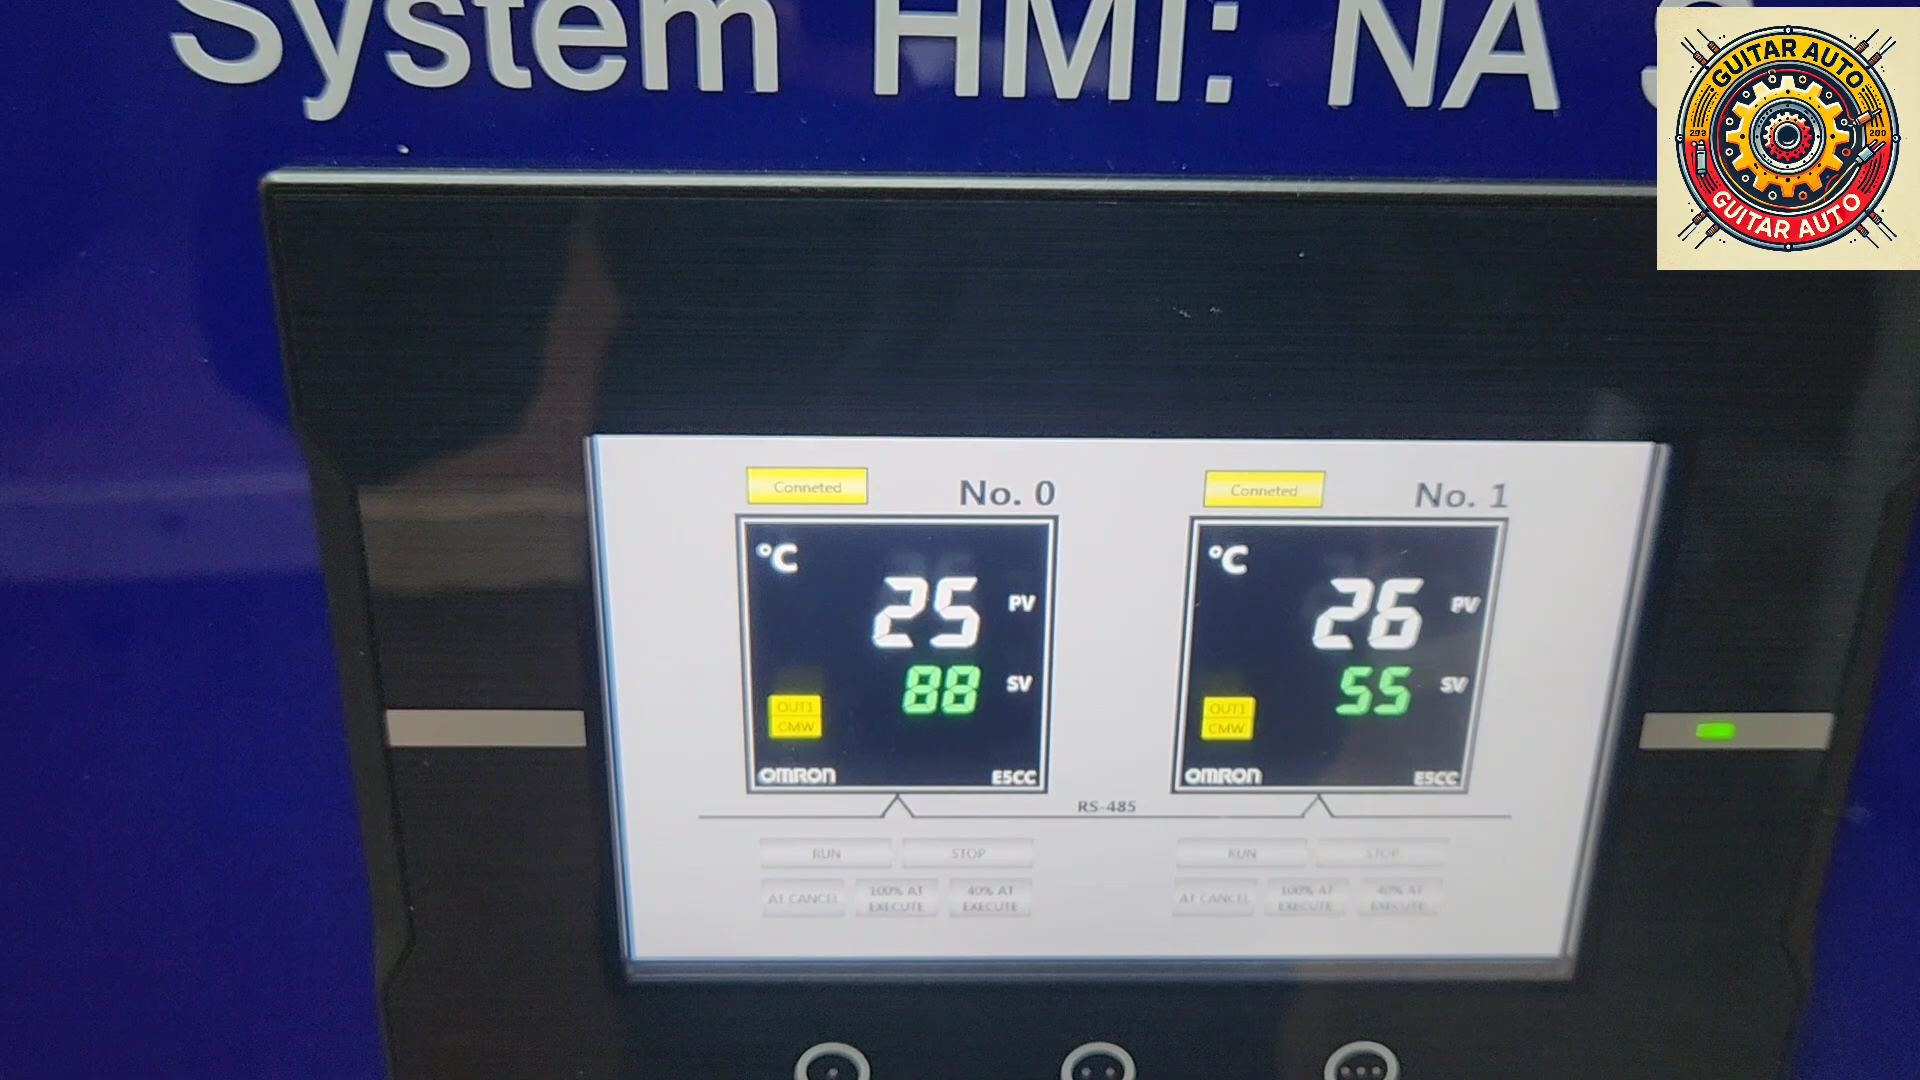 System HMI: NA S
GUITAR AUTO
292
200
GUITAR AUTO
Conneted
No. 0
Conneted
No. 1
°C
25 PV
88 SV
OUT1
CMW
OMRON
E5CC
°C
26 PV
55 SV
OUT1
CMW
OMRON
E5CC
RS-485
RUN
STOP
RUN
STOP
AT CANCEL
100% AT
EXECUTE
40% AT
EXECUTE
AT CANCEL
100% AT
EXECUTE
40% AT
EXECUTE